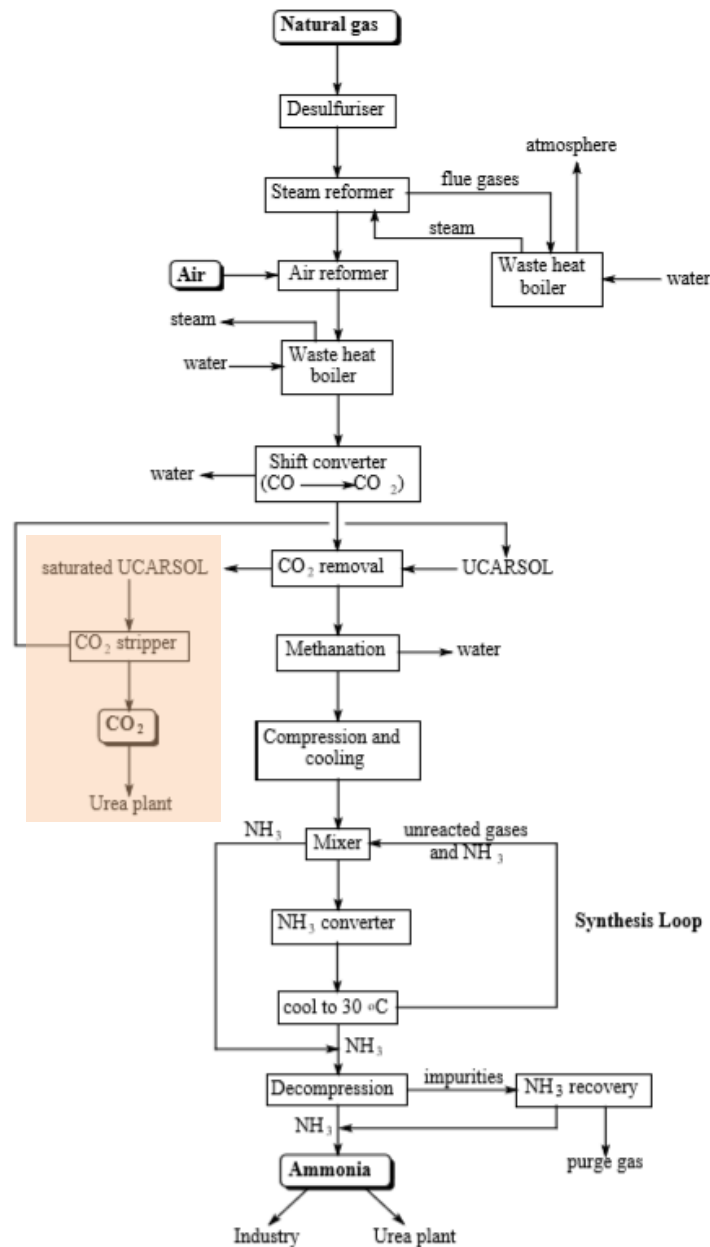 Natural gas
Desulfuriser
atmosphere
Steam reformer
flue gases
steam
Air
Air reformer
Waste heat
boiler
water
steam
water
Waste heat
boiler
water
Shift converter
(CO → CO 2)
saturated UCARSOL
CO2 removal
UCARSOL
CO2 stripper
Methanation
water
CO2
Compression and
cooling
Urea plant
NH3
Mixer
unreacted gases
and NH3
NH3 converter
Synthesis Loop
cool to 30 °C
NH3
Decompression
impurities
NH3 recovery
NH3
purge gas
Ammonia
Industry
Urea plant